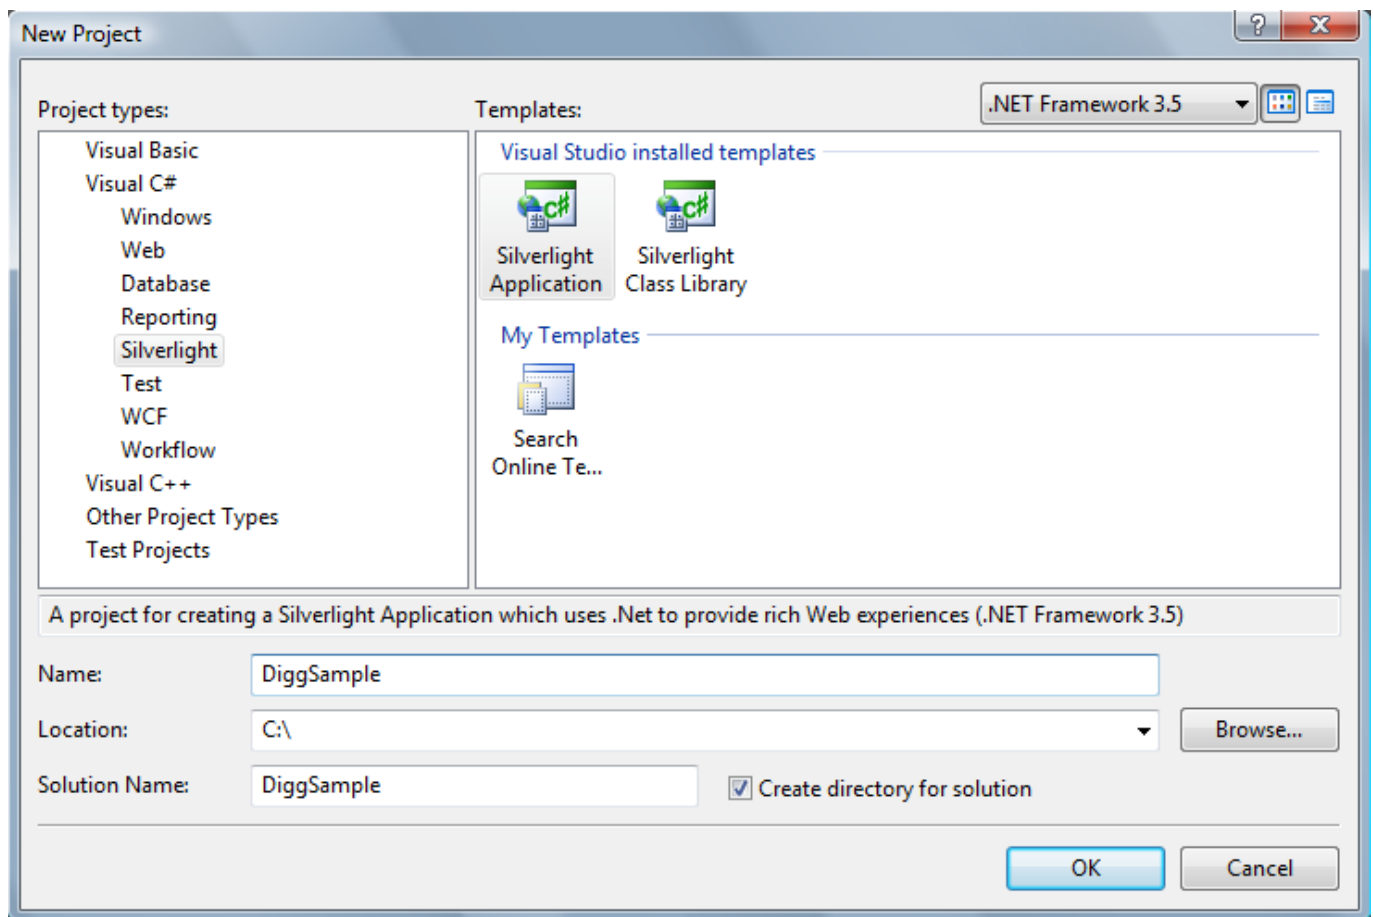 New Project
Project types:
Templates:
.NET Framework 3.5
Visual Basic
Visual C#
Windows
Web
Database
Reporting
Silverlight
Test
WCF
Workflow
Visual C++
Other Project Types
Test Projects
Visual Studio installed templates
Silverlight
Application
Silverlight
Class Library
My Templates
Search
Online Te...
A project for creating a Silverlight Application which uses .Net to provide rich Web experiences (.NET Framework 3.5)
Name:
DiggSample
Location:
C:\
Browse...
Solution Name:
DiggSample
Create directory for solution
OK
Cancel